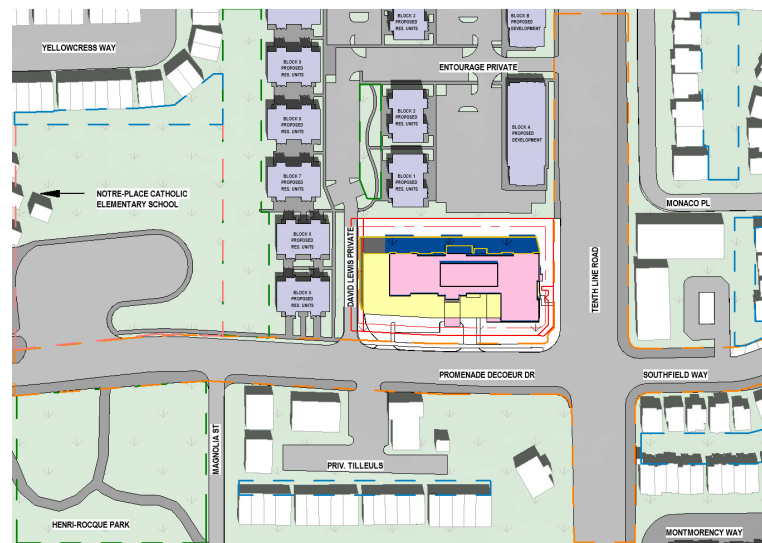 BLOCK 3
PROPOSED
RES. UNITS
BLOCK B
PROPOSED
DEVELOPMENT
YELLOWCRESS WAY
BLOCK 9
PROPOSED
RES. UNITS
ENTOURAGE PRIVATE
BLOCK 8
PROPOSED
RES. UNITS
BLOCK 2
PROPOSED
RES. UNITS
BLOCK A
PROPOSED
DEVELOPMENT
BLOCK 7
PROPOSED
RES. UNITS
BLOCK 1
PROPOSED
RES. UNITS
NOTRE-PLACE CATHOLIC
ELEMENTARY SCHOOL
MONACO PL
BLOCK 6
PROPOSED
RES. UNITS
DAVID LEWIS PRIVATE
TENTH LINE ROAD
BLOCK 5
PROPOSED
RES. UNITS
PROMENADE DECOEUR DR
SOUTHFIELD WAY
MAGNOLIA ST
PRIV. TILLEULS
HENRI-ROCQUE PARK
MONTMORENCY WAY